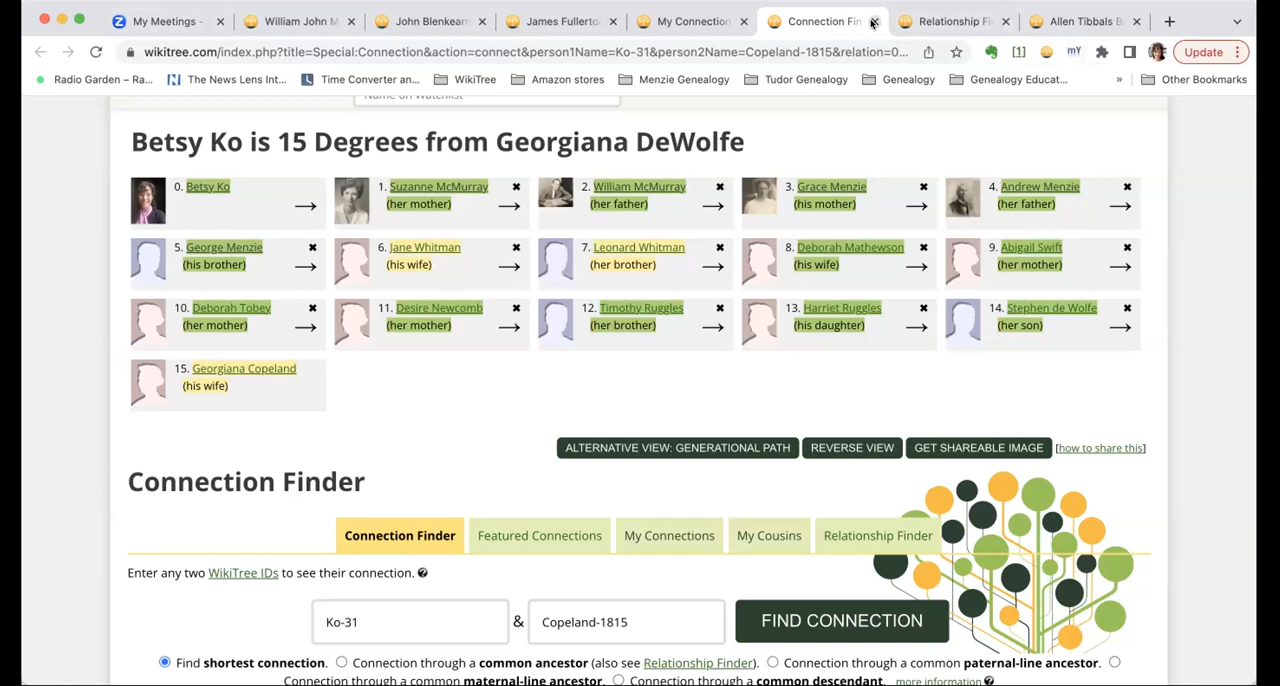 My Meetings -
William John M
John Blenkearn
James Fullerto
My Connection
Connection Fin
Relationship Fi
Allen Tibbals B
wikitree.com/index.php?title=Special:Connection&action=connect&person1Name=Ko-31&person2Name=Copeland-1815&relation=0...
Update
Radio Garden – Ra...
The News Lens Int...
Time Converter an...
WikiTree
Amazon stores
Menzie Genealogy
Tudor Genealogy
Genealogy
Genealogy Educat...
»
Other Bookmarks
Name on Watchlist
Betsy Ko is 15 Degrees from Georgiana DeWolfe
0. Betsy Ko
1. Suzanne McMurray
(her mother)
2. William McMurray
(her father)
3. Grace Menzie
(his mother)
4. Andrew Menzie
(her father)
5. George Menzie
(his brother)
6. Jane Whitman
(his wife)
7. Leonard Whitman
(her brother)
8. Deborah Mathewson
(his wife)
9. Abigail Swift
(her mother)
10. Deborah Tobey
(her mother)
11. Desire Newcomb
(her mother)
12. Timothy Ruggles
(her brother)
13. Harriet Ruggles
(his daughter)
14. Stephen de Wolfe
(her son)
15. Georgiana Copeland
(his wife)
ALTERNATIVE VIEW: GENERATIONAL PATH
REVERSE VIEW
GET SHAREABLE IMAGE
[how to share this]
Connection Finder
Connection Finder
Featured Connections
My Connections
My Cousins
Relationship Finder
Enter any two WikiTree IDs to see their connection.
Ko-31 & Copeland-1815
FIND CONNECTION
Find shortest connection. Connection through a common ancestor (also see Relationship Finder). Connection through a common paternal-line ancestor.
Connection through a common maternal-line ancestor. Connection through a common descendant. more information